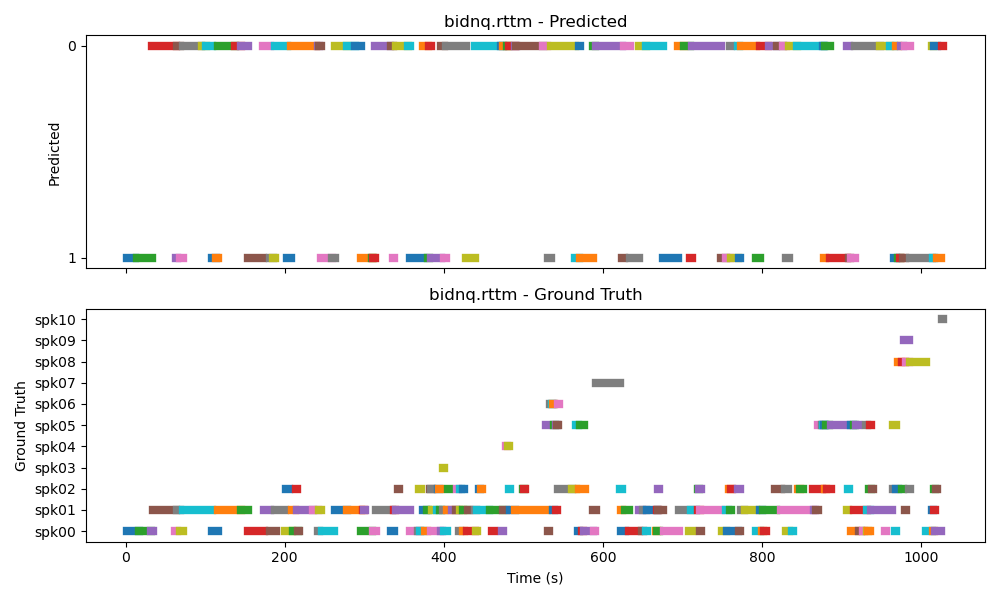 bidnq.rttm - Predicted
0
Predicted
1
bidnq.rttm - Ground Truth
spk10
spk09
spk08
spk07
spk06
Ground Truth
spk05
spk04
spk03
spk02
spk01
spk00
0 200 400 600 800 1000
Time (s)